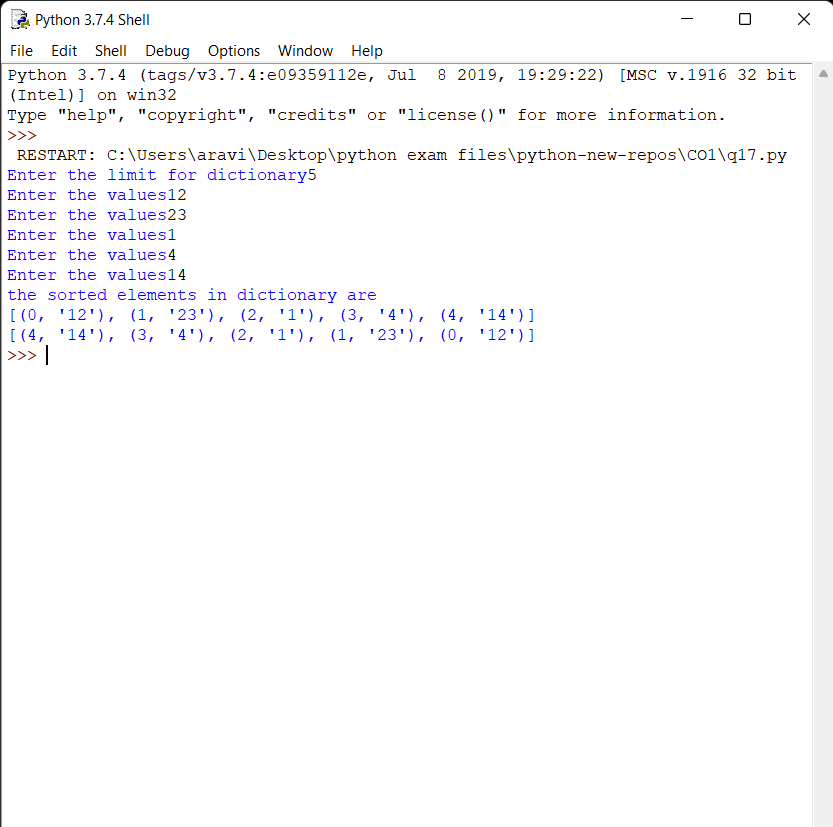 Python 3.7.4 Shell
File Edit Shell Debug Options Window Help
Python 3.7.4 (tags/v3.7.4:e09359112e, Jul  8 2019, 19:29:22) [MSC v.1916 32 bit
(Intel)] on win32
Type "help", "copyright", "credits" or "license()" for more information.
>>>
 RESTART: C:\Users\aravi\Desktop\python exam files\python-new-repos\CO1\q17.py
Enter the limit for dictionary5
Enter the values12
Enter the values23
Enter the values1
Enter the values4
Enter the values14
the sorted elements in dictionary are
[(0, '12'), (1, '23'), (2, '1'), (3, '4'), (4, '14')]
[(4, '14'), (3, '4'), (2, '1'), (1, '23'), (0, '12')]
>>>